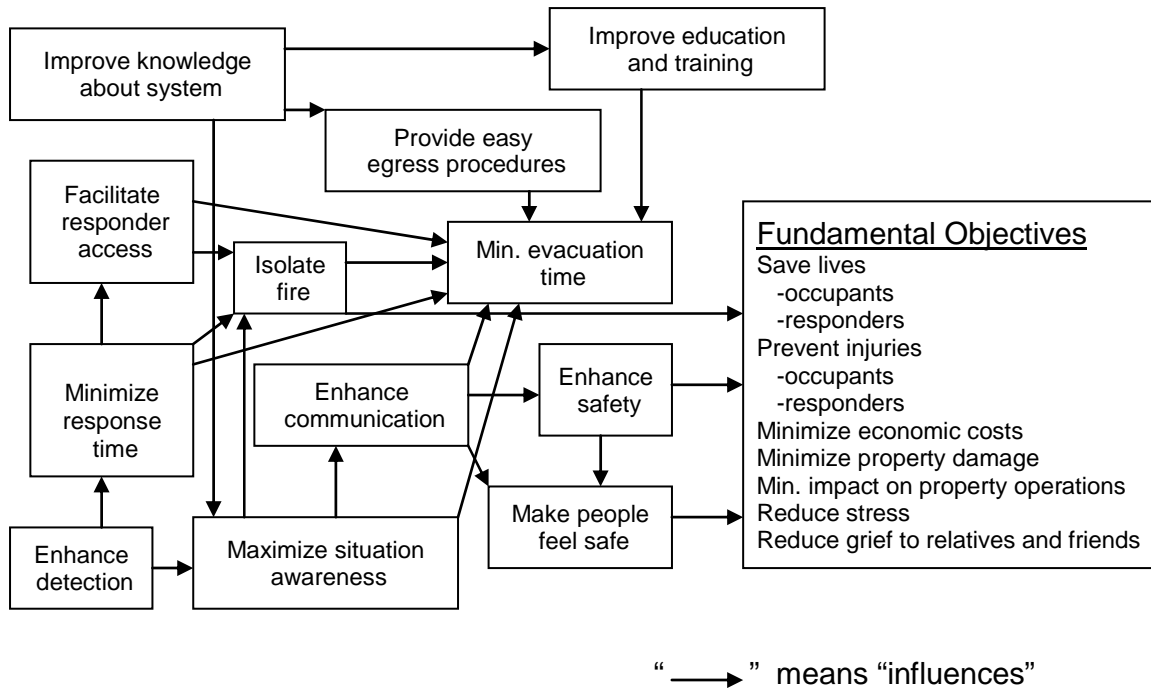 Improve knowledge
about system
Improve education
and training
Provide easy
egress procedures
Facilitate
responder
access
Isolate
fire
Min. evacuation
time
Minimize
response
time
Enhance
communication
Enhance
safety
Make people
feel safe
Enhance
detection
Maximize situation
awareness
Fundamental Objectives
Save lives
-occupants
-responders
Prevent injuries
-occupants
-responders
Minimize economic costs
Minimize property damage
Min. impact on property operations
Reduce stress
Reduce grief to relatives and friends
“ ” means “influences”